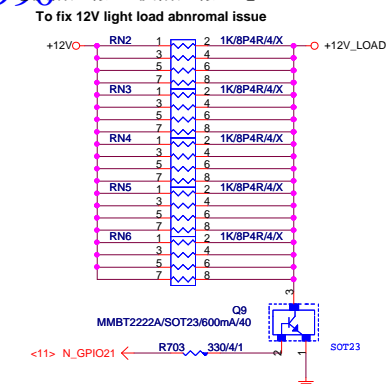 To fix 12V light load abnromal issue
+12V +12V_LOAD
RN2 1 2 1K/8P4R/4/X
3 4
5 6
7 8
RN3 1 2 1K/8P4R/4/X
3 4
5 6
7 8
RN4 1 2 1K/8P4R/4/X
3 4
5 6
7 8
RN5 1 2 1K/8P4R/4/X
3 4
5 6
7 8
RN6 1 2 1K/8P4R/4/X
3 4
5 6
7 8
3
Q9
MMBT2222A/SOT23/600mA/40
SOT23
<11> N_GPIO21 R703 330/4/1 2 1